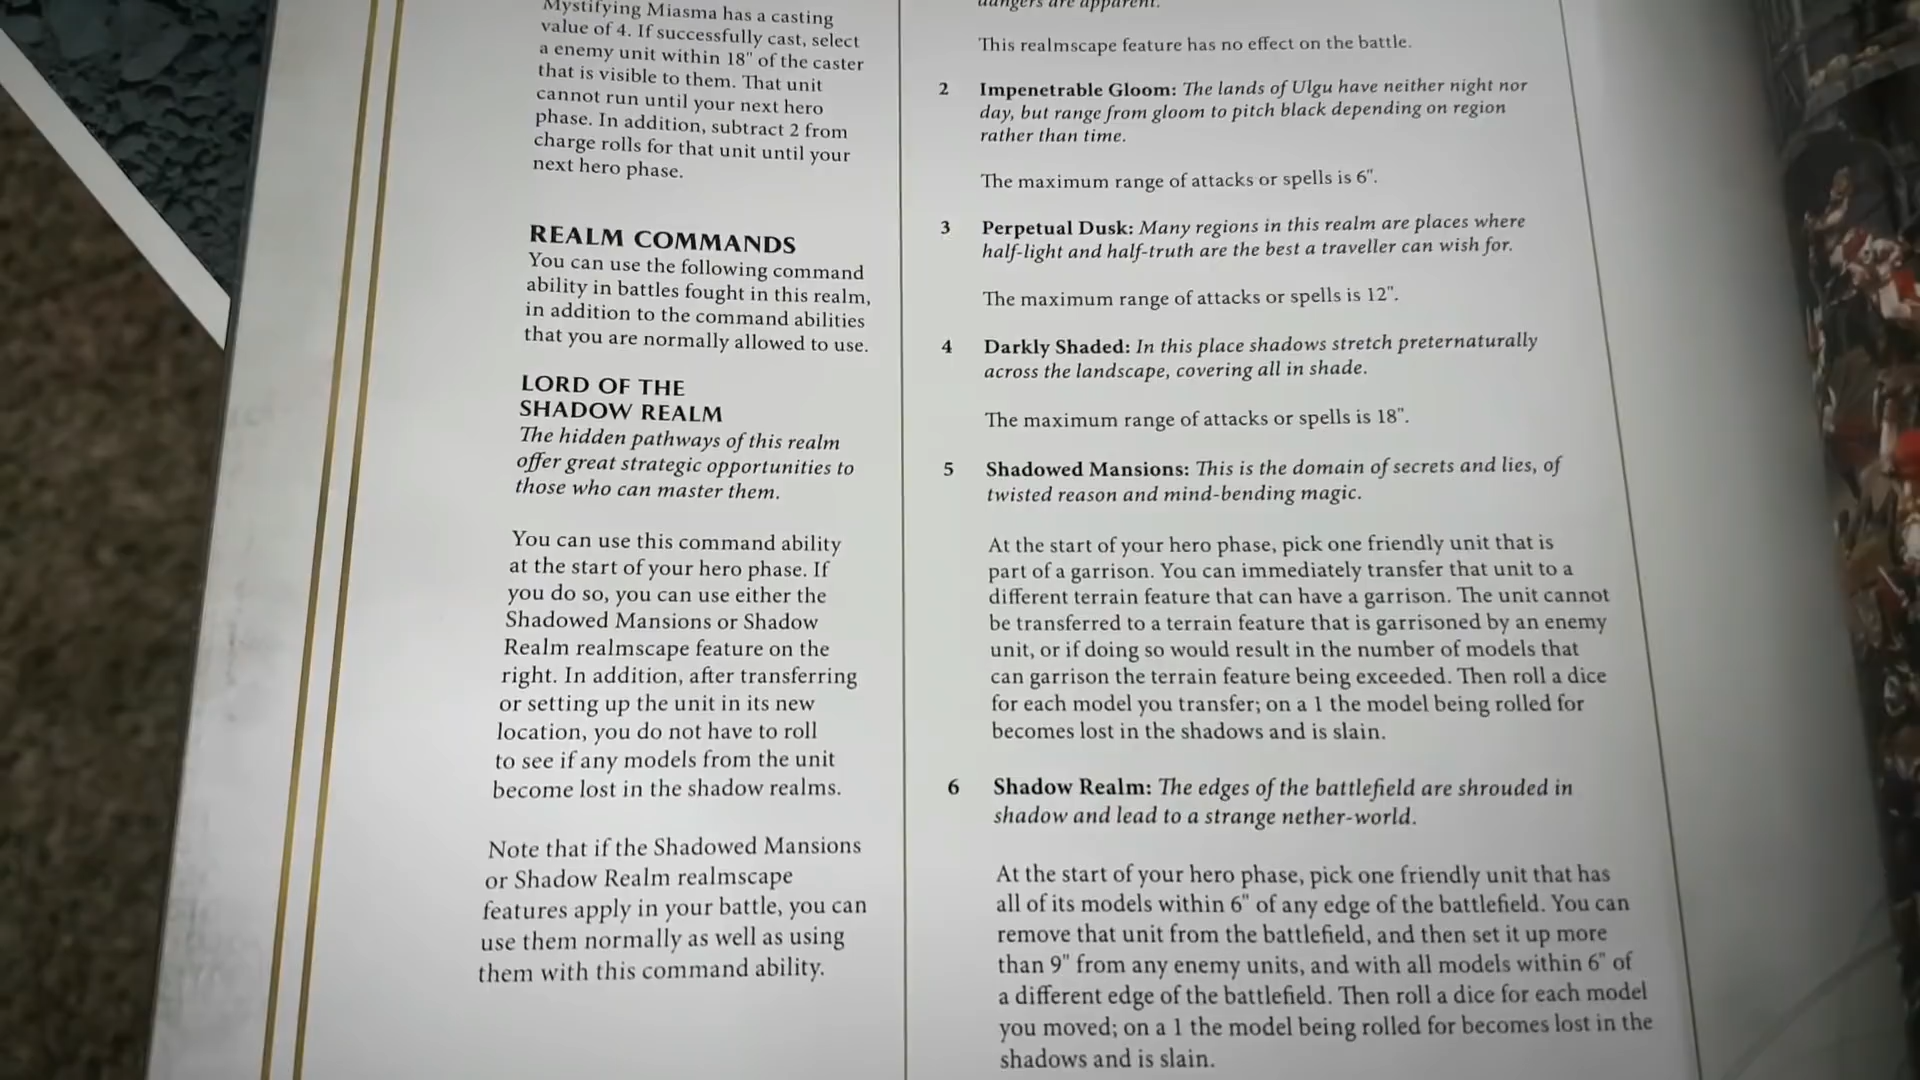 Mystifying Miasma has a casting
value of 4. If successfully cast, select
a enemy unit within 18" of the caster
that is visible to them. That unit
cannot run until your next hero
phase. In addition, subtract 2 from
charge rolls for that unit until your
next hero phase.
REALM COMMANDS
You can use the following command
ability in battles fought in this realm,
in addition to the command abilities
that you are normally allowed to use.
LORD OF THE
SHADOW REALM
The hidden pathways of this realm
offer great strategic opportunities to
those who can master them.
You can use this command ability
at the start of your hero phase. If
you do so, you can use either the
Shadowed Mansions or Shadow
Realm realmscape feature on the
right. In addition, after transferring
or setting up the unit in its new
location, you do not have to roll
to see if any models from the unit
become lost in the shadow realms.
Note that if the Shadowed Mansions
or Shadow Realm realmscape
features apply in your battle, you can
use them normally as well as using
them with this command ability.
dangers are apparent.
This realmscape feature has no effect on the battle.
2 Impenetrable Gloom: The lands of Ulgu have neither night nor
day, but range from gloom to pitch black depending on region
rather than time.
The maximum range of attacks or spells is 6".
3 Perpetual Dusk: Many regions in this realm are places where
half-light and half-truth are the best a traveller can wish for.
The maximum range of attacks or spells is 12".
4 Darkly Shaded: In this place shadows stretch preternaturally
across the landscape, covering all in shade.
The maximum range of attacks or spells is 18".
5 Shadowed Mansions: This is the domain of secrets and lies, of
twisted reason and mind-bending magic.
At the start of your hero phase, pick one friendly unit that is
part of a garrison. You can immediately transfer that unit to a
different terrain feature that can have a garrison. The unit cannot
be transferred to a terrain feature that is garrisoned by an enemy
unit, or if doing so would result in the number of models that
can garrison the terrain feature being exceeded. Then roll a dice
for each model you transfer; on a 1 the model being rolled for
becomes lost in the shadows and is slain.
6 Shadow Realm: The edges of the battlefield are shrouded in
shadow and lead to a strange nether-world.
At the start of your hero phase, pick one friendly unit that has
all of its models within 6" of any edge of the battlefield. You can
remove that unit from the battlefield, and then set it up more
than 9" from any enemy units, and with all models within 6" of
a different edge of the battlefield. Then roll a dice for each model
you moved; on a 1 the model being rolled for becomes lost in the
shadows and is slain.